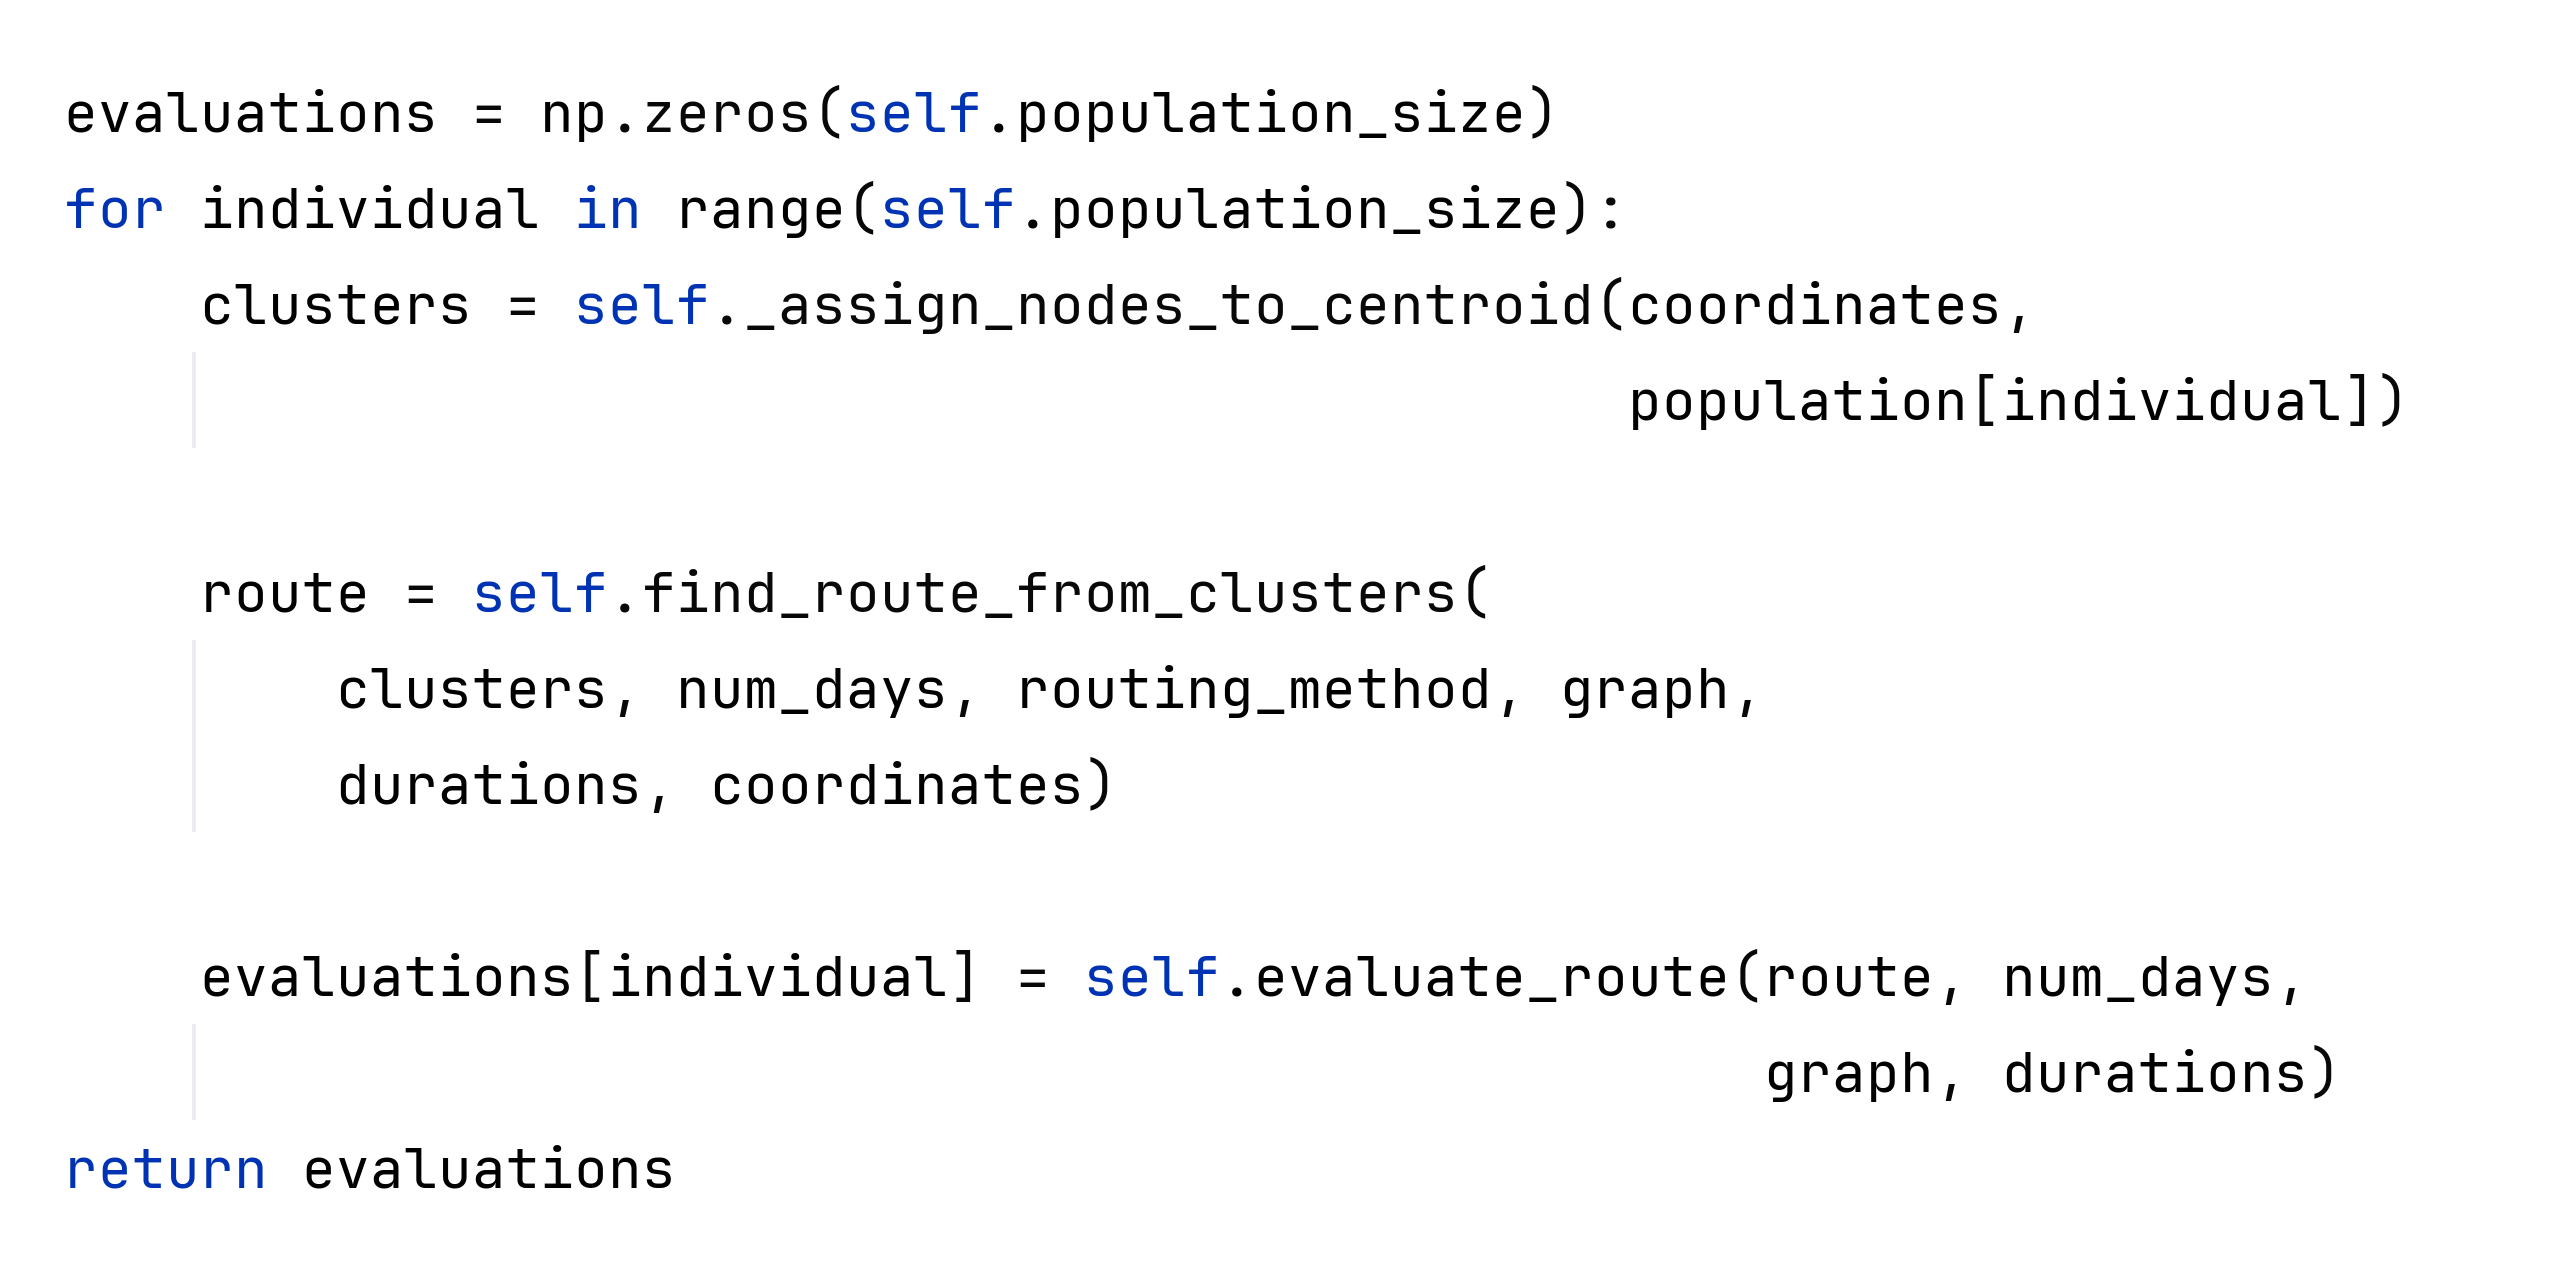 evaluations = np.zeros(self.population_size)
for individual in range(self.population_size):
    clusters = self._assign_nodes_to_centroid(coordinates,
                                              population[individual])

    route = self.find_route_from_clusters(
        clusters, num_days, routing_method, graph,
        durations, coordinates)

    evaluations[individual] = self.evaluate_route(route, num_days,
                                                  graph, durations)
return evaluations